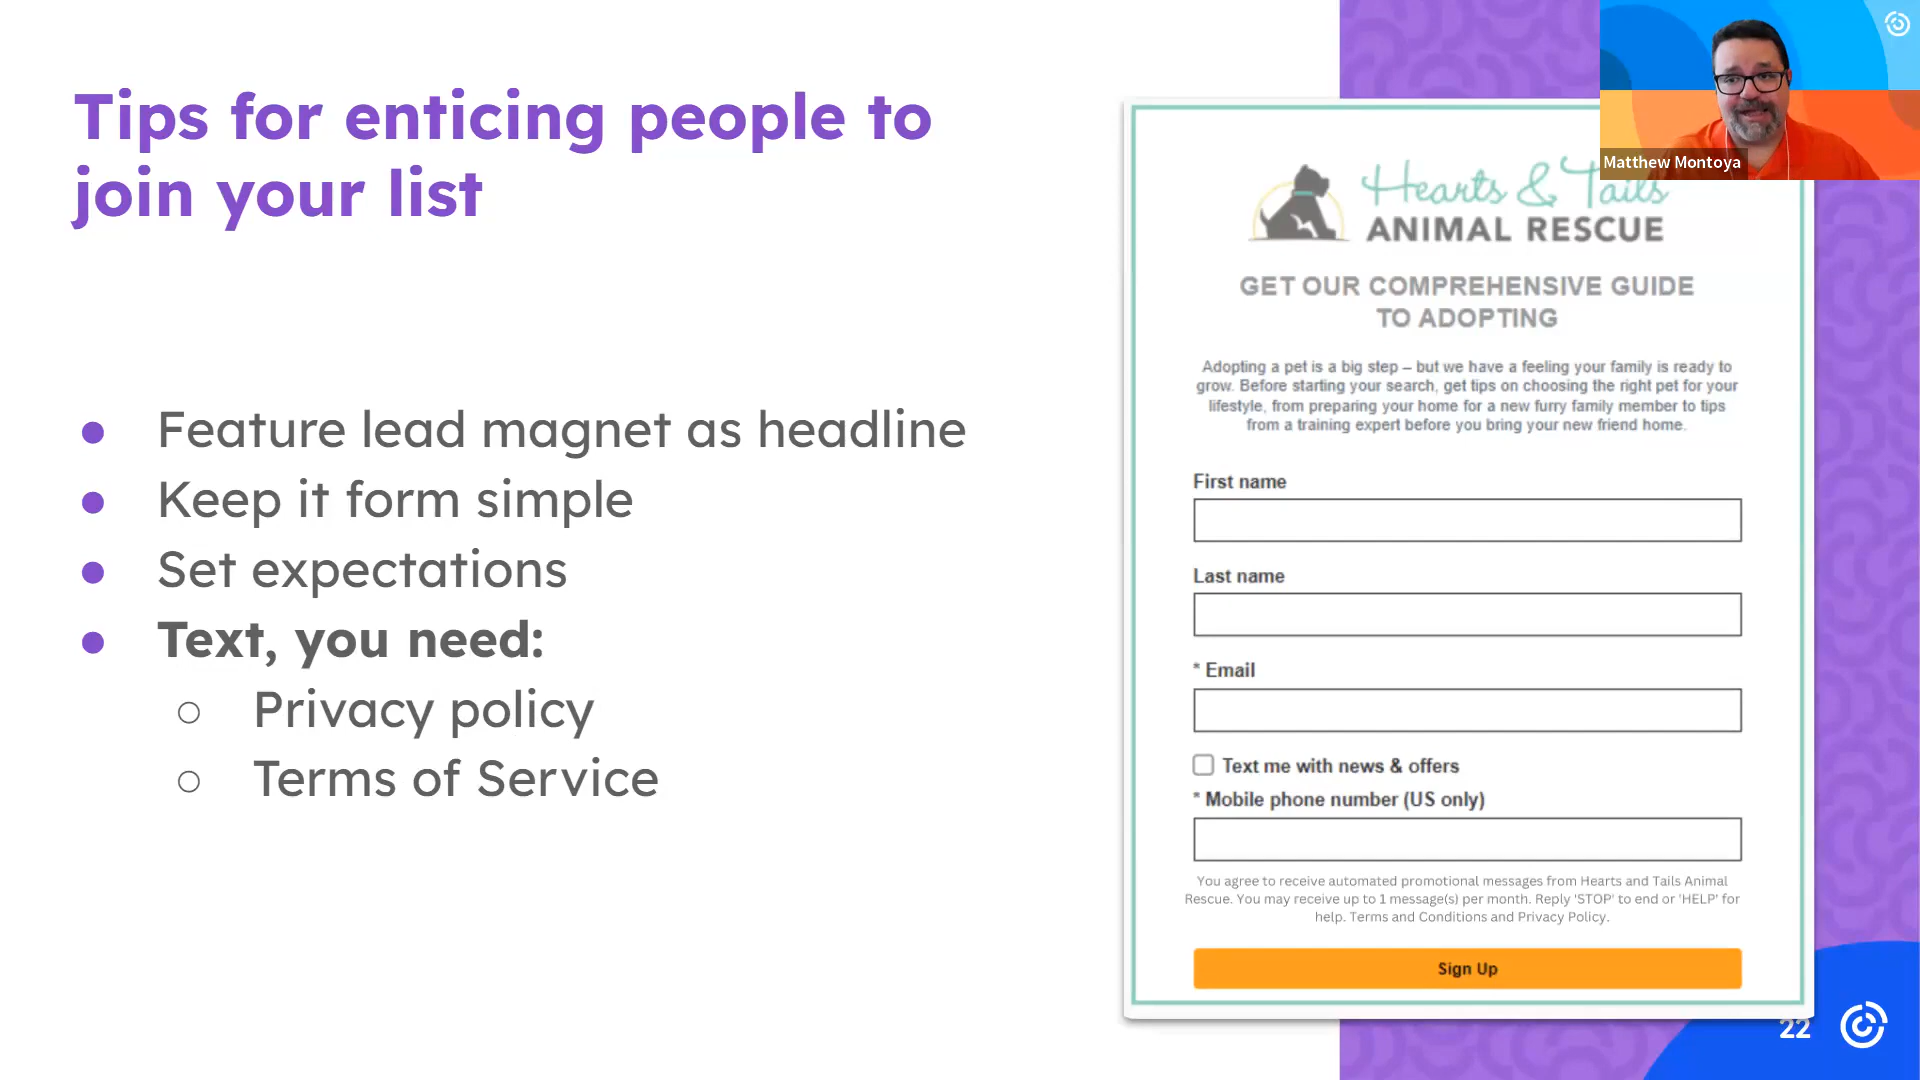 Tips for enticing people to
join your list
● Feature lead magnet as headline
● Keep it form simple
● Set expectations
● Text, you need:
○ Privacy policy
○ Terms of Service
Matthew Montoya
Hearts & Tails
ANIMAL RESCUE
GET OUR COMPREHENSIVE GUIDE
TO ADOPTING
Adopting a pet is a big step – but we have a feeling your family is ready to
grow. Before starting your search, get tips on choosing the right pet for your
lifestyle, from preparing your home for a new furry family member to tips
from a training expert before you bring your new friend home.
First name
Last name
* Email
Text me with news & offers
* Mobile phone number (US only)
You agree to receive automated promotional messages from Hearts and Tails Animal
Rescue. You may receive up to 1 message(s) per month. Reply 'STOP' to end or 'HELP' for
help. Terms and Conditions and Privacy Policy.
Sign Up
22